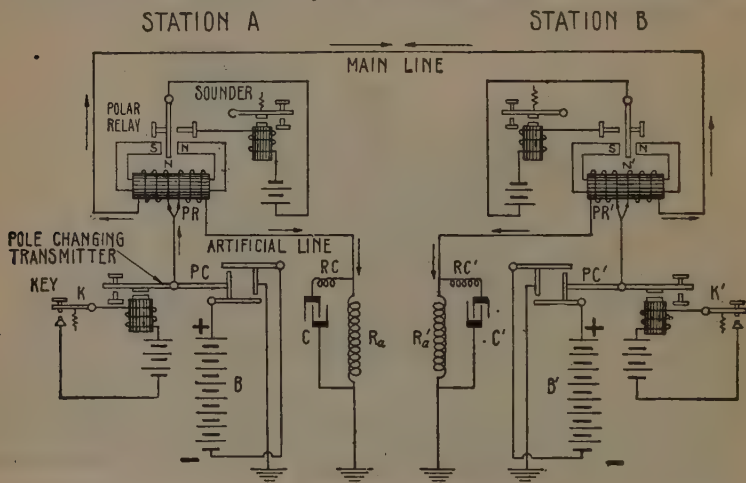 STATION A
STATION B
MAIN LINE
SOUNDER
POLAR
RELAY
S N
N
S N
N'
PR
PR'
POLE CHANGING
TRANSMITTER
ARTIFICIAL LINE
KEY
K
PC
RC
C
Ra
RC'
C'
R'a
PC'
K'
+
B
−
+
B'
−